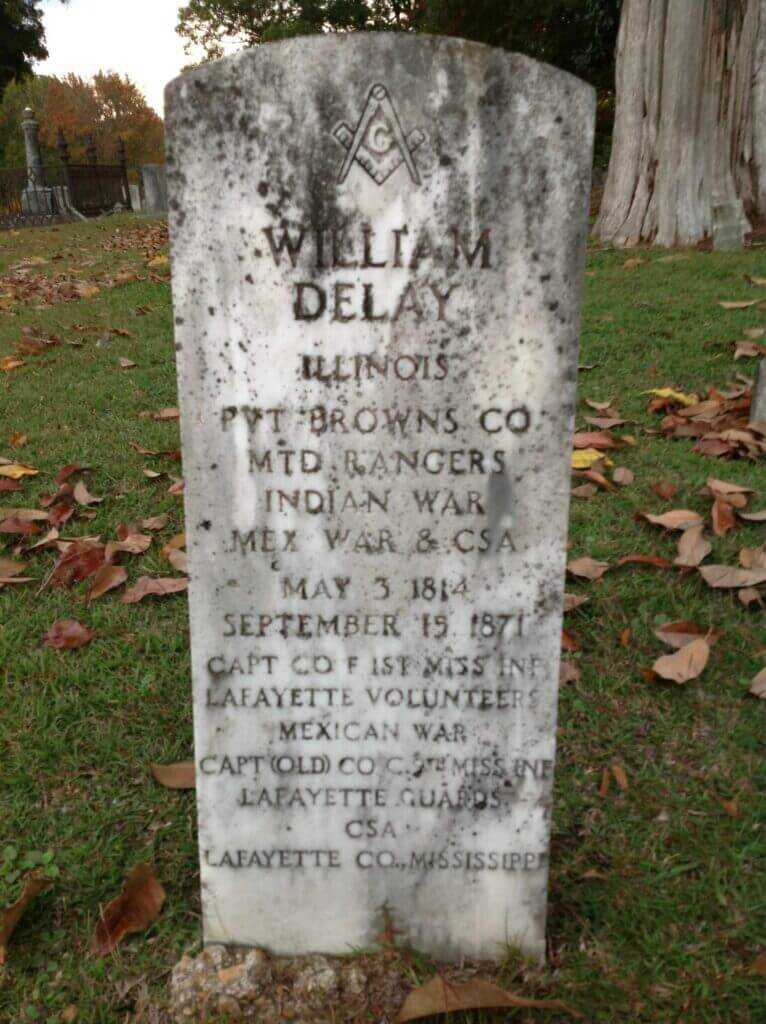 G
WILLIAM
DELAY
ILLINOIS
PVT BROWNS CO
MTD RANGERS
INDIAN WAR
MEX WAR & CSA
MAY 3 1814
SEPTEMBER 15 1871
CAPT CO F 1ST MISS INF
LAFAYETTE VOLUNTEERS
MEXICAN WAR
CAPT (OLD) CO C. 9TH MISS INF
LAFAYETTE GUARDS
CSA
LAFAYETTE CO., MISSISSIPPI